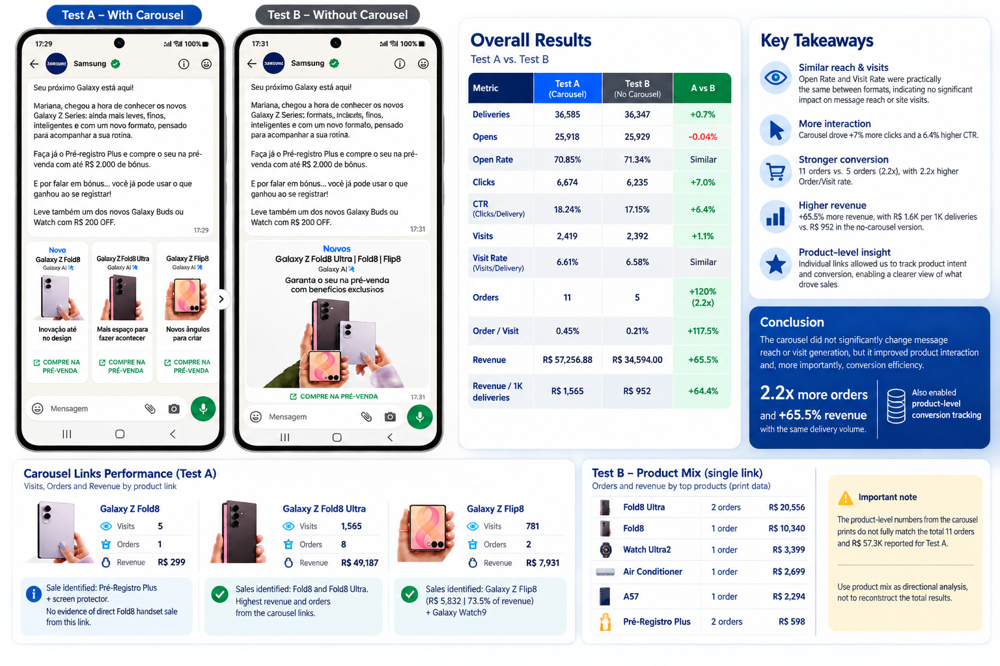 Test A – With Carousel
17:29
100%
SAMSUNG
Samsung
Seu próximo Galaxy está aqui!
Mariana, chegou a hora de conhecer os novos
Galaxy Z Series: ainda mais leves, finos,
inteligentes e com um novo formato, pensado
para acompanhar a sua rotina.
Faça já o Pré-registro Plus e compre o seu na pré-
venda com até R$ 2.000 de bónus.
E por falar em bónus... você já pode usar o que
ganhou ao se registrar!
Leve também um dos novos Galaxy Buds ou
Watch com R$ 200 OFF.
17:29
Novo
Galaxy Z Fold8
Galaxy AI
Inovação até
no design
COMPRE NA
PRÉ-VENDA
Galaxy Z Fold8 Ultra
Galaxy AI
Mais espaço para
fazer acontecer
COMPRE NA
PRÉ-VENDA
Galaxy Z Flip8
Galaxy AI
Novos ângulos
para criar
COMPRE NA
PRÉ-VENDA
Mensagem
Test B – Without Carousel
17:31
100%
SAMSUNG
Samsung
Seu próximo Galaxy está aqui!
Mariana, chegou a hora de conhecer os novos
Galaxy Z Series: formats, finos,
inteligentes e com um novo formato, pensado
para acompanhar a sua rotina.
Faça já o Pré-registro Plus e compre o seu na pré-
venda com até R$ 2.000 de bónus.
E por falar em bónus... você já pode usar o que
ganhou ao se registrar!
Leve também um dos novos Galaxy Buds ou
Watch com R$ 200 OFF.
17:31
Novos
Galaxy Z Fold8 Ultra | Fold8 | Flip8
Galaxy AI
Garanta o seu na pré-venda
com benefícios exclusivos
COMPRE NA PRÉ-VENDA
17:31
Mensagem
Overall Results
Test A vs. Test B
Metric Test A (Carousel) Test B (No Carousel) A vs B
Deliveries 36,585 36,347 +0.7%
Opens 25,918 25,929 -0.04%
Open Rate 70.85% 71.34% Similar
Clicks 6,674 6,235 +7.0%
CTR (Clicks/Delivery) 18.24% 17.15% +6.4%
Visits 2,419 2,392 +1.1%
Visit Rate (Visits/Delivery) 6.61% 6.58% Similar
Orders 11 5 +120% (2.2x)
Order / Visit 0.45% 0.21% +117.5%
Revenue R$ 57,256.88 R$ 34,594.00 +65.5%
Revenue / 1K deliveries R$ 1,565 R$ 952 +64.4%
Key Takeaways
Similar reach & visits
Open Rate and Visit Rate were practically
the same between formats, indicating no significant
impact on message reach or site visits.
More interaction
Carousel drove +7% more clicks and a 6.4% higher CTR.
Stronger conversion
11 orders vs. 5 orders (2.2x), with 2.2x higher
Order/Visit rate.
Higher revenue
+65.5% more revenue, with R$ 1.6K per 1K deliveries
vs. R$ 952 in the no-carousel version.
Product-level insight
Individual links allowed us to track product intent
and conversion, enabling a clearer view of what
drove sales.
Conclusion
The carousel did not significantly change message
reach or visit generation, but it improved product interaction
and, more importantly, conversion efficiency.
2.2x more orders
and +65.5% revenue
with the same delivery volume.
Also enabled
product-level
conversion tracking
Carousel Links Performance (Test A)
Visits, Orders and Revenue by product link
Galaxy Z Fold8
Visits 5
Orders 1
Revenue R$ 299
Sale identified: Pré-Registro Plus
+ screen protector.
No evidence of direct Fold8 handset sale
from this link.
Galaxy Z Fold8 Ultra
Visits 1,565
Orders 8
Revenue R$ 49,187
Sales identified: Fold8 and Fold8 Ultra.
Highest revenue and orders
from the carousel links.
Galaxy Z Flip8
Visits 781
Orders 2
Revenue R$ 7,931
Sales identified: Galaxy Z Flip8
(R$ 5,832 | 73.5% of revenue)
+ Galaxy Watch9
Test B – Product Mix (single link)
Orders and revenue by top products (print data)
Fold8 Ultra 2 orders R$ 20,556
Fold8 1 order R$ 10,340
Watch Ultra2 1 order R$ 3,399
Air Conditioner 1 order R$ 2,699
A57 1 order R$ 2,294
Pré-Registro Plus 2 orders R$ 598
Important note
The product-level numbers from the carousel
prints do not fully match the total 11 orders
and R$ 57.3K reported for Test A.
Use product mix as directional analysis,
not to reconstruct the total results.